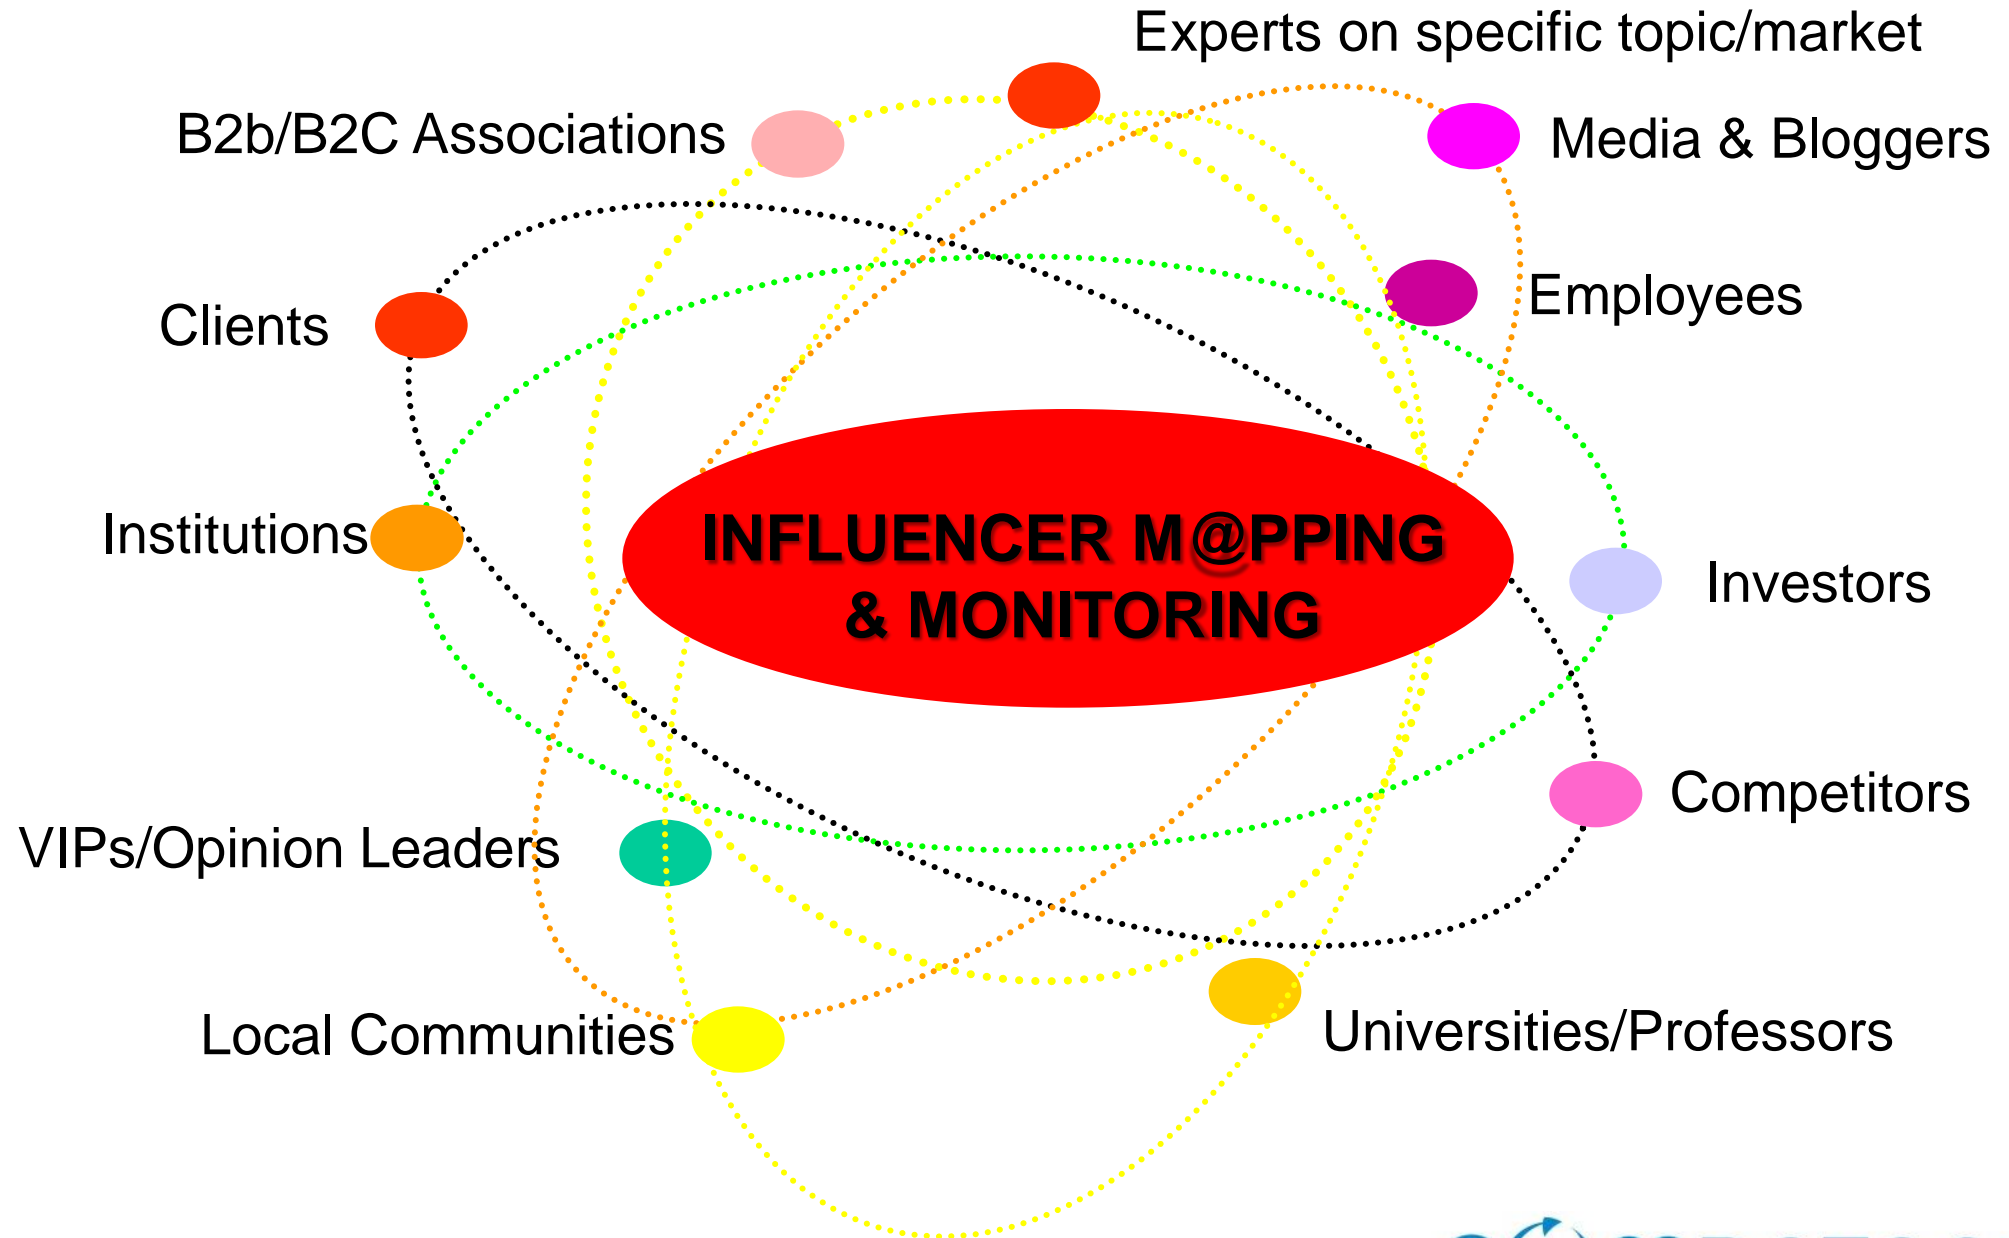 Experts on specific topic/market
B2b/B2C Associations
Media & Bloggers
Clients
Employees
Institutions
INFLUENCER M@PPING
& MONITORING
Investors
VIPs/Opinion Leaders
Competitors
Local Communities
Universities/Professors